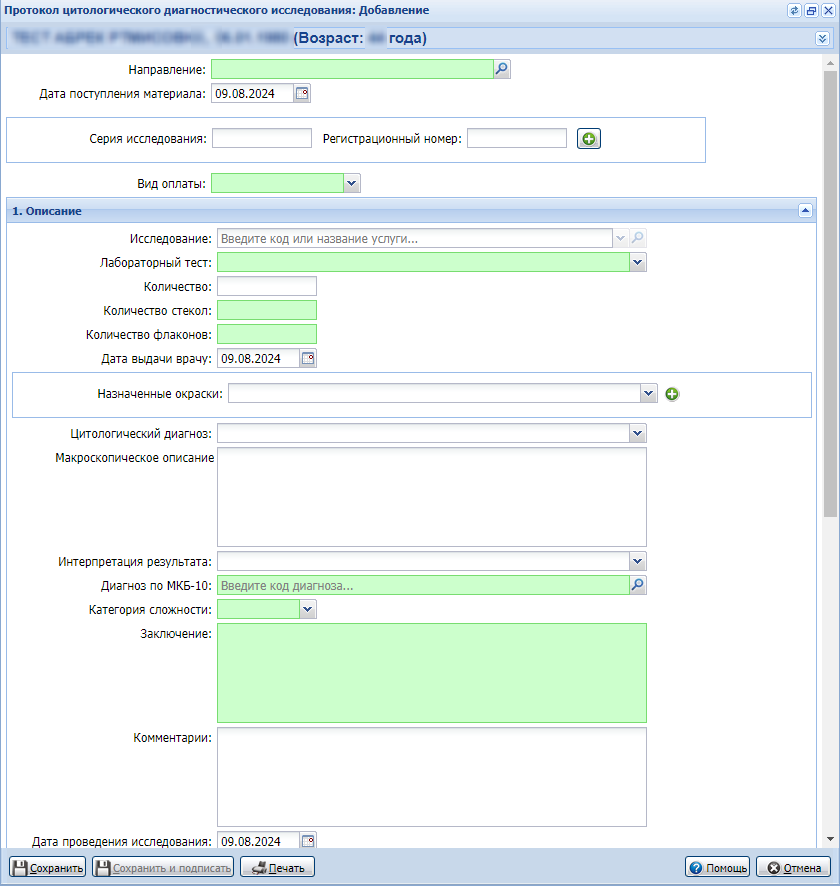 Протокол цитологического диагностического исследования: Добавление
(Возраст: года)
Направление:
Дата поступления материала: 09.08.2024
Серия исследования: Регистрационный номер:
Вид оплаты:
1. Описание
Исследование: Введите код или название услуги...
Лабораторный тест:
Количество:
Количество стекол:
Количество флаконов:
Дата выдачи врачу: 09.08.2024
Назначенные окраски:
Цитологический диагноз:
Макроскопическое описание
Интерпретация результата:
Диагноз по МКБ-10: Введите код диагноза...
Категория сложности:
Заключение:
Комментарии:
Дата проведения исследования: 09.08.2024
Сохранить Сохранить и подписать Печать Помощь Отмена